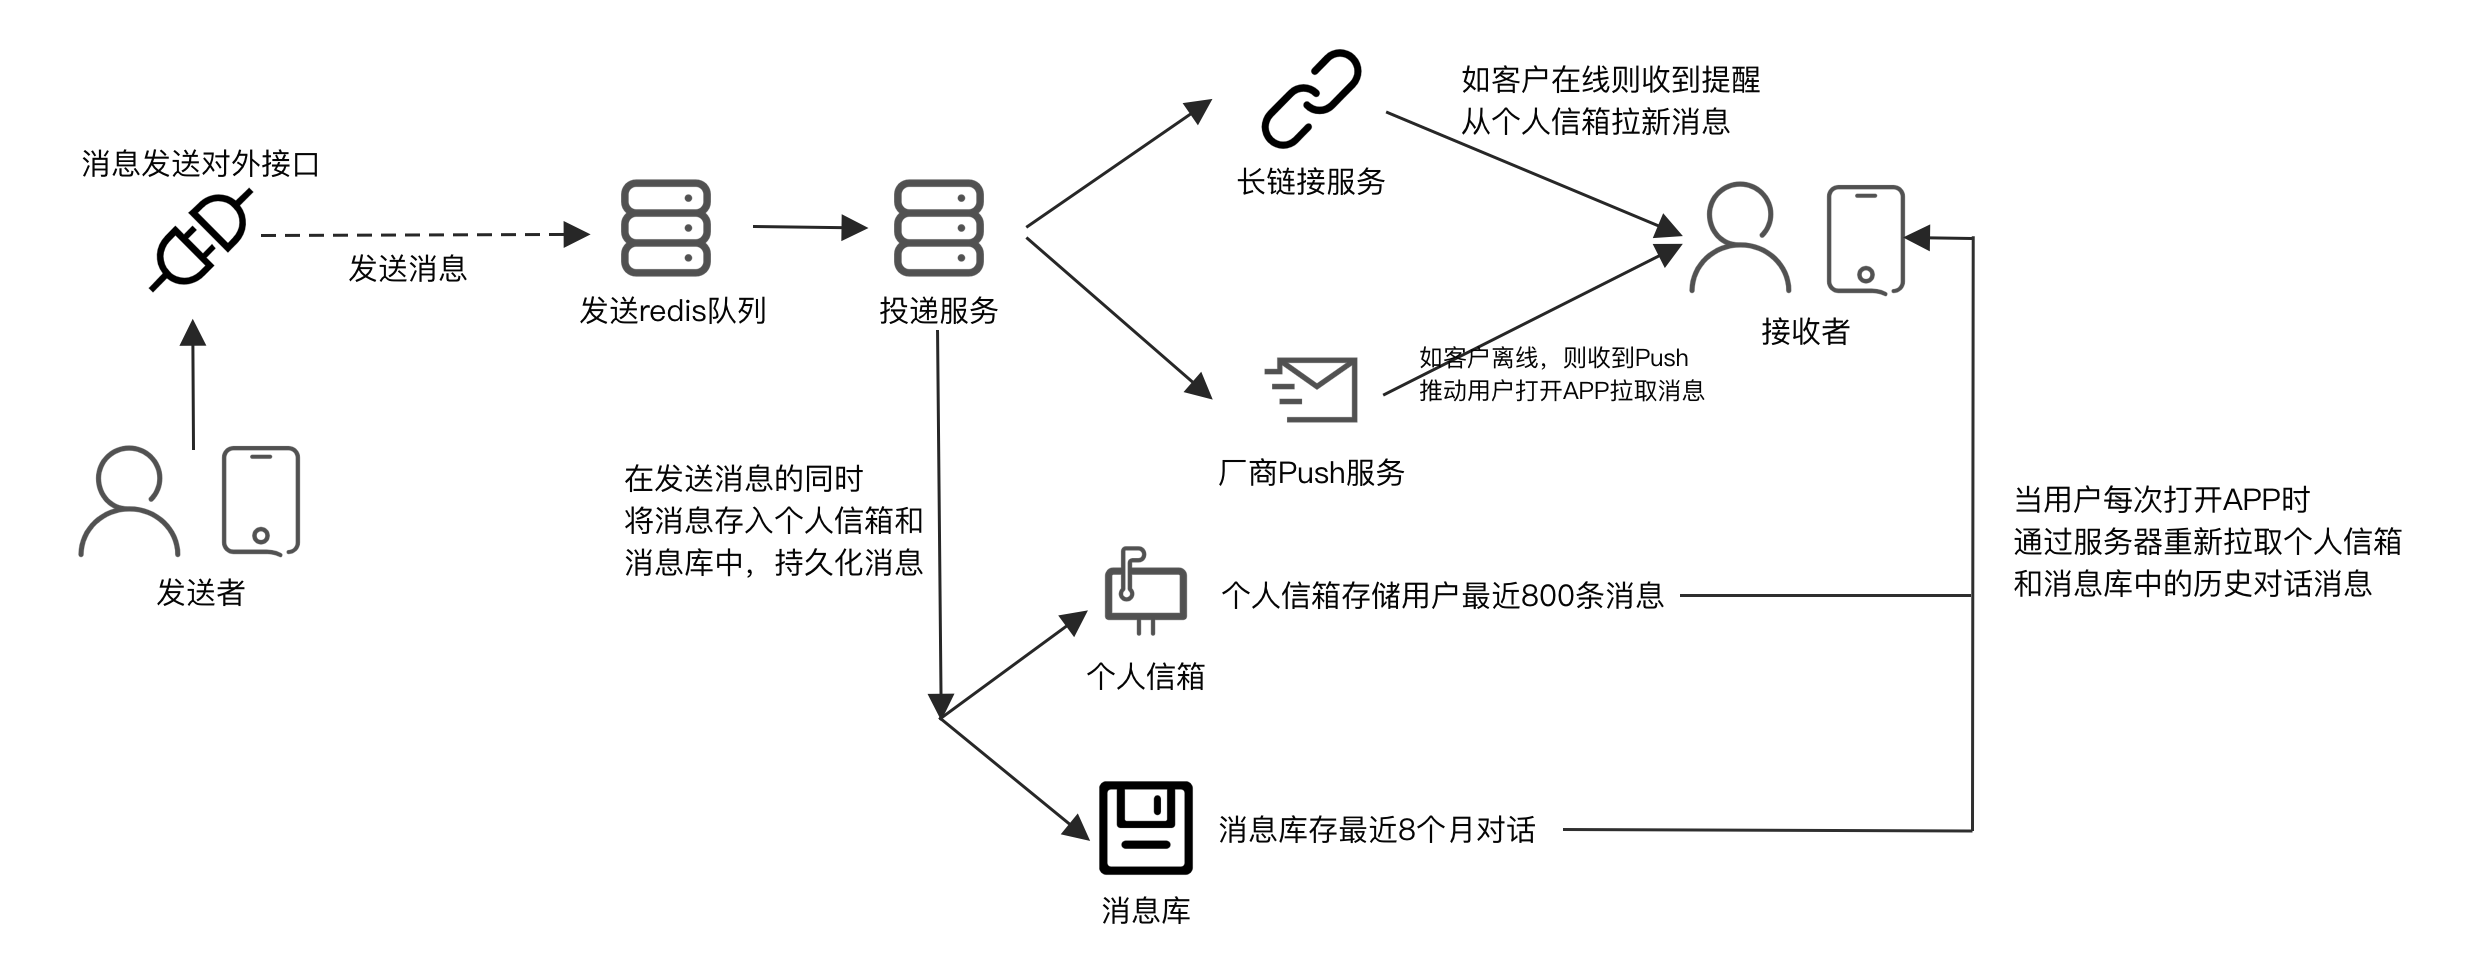 消息发送对外接口
发送消息
发送者
发送redis队列
投递服务
长链接服务
如客户在线则收到提醒
从个人信箱拉新消息
厂商Push服务
如客户离线，则收到Push
推动用户打开APP拉取消息
接收者
在发送消息的同时
将消息存入个人信箱和
消息库中，持久化消息
个人信箱
个人信箱存储用户最近800条消息
消息库
消息库存最近8个月对话
当用户每次打开APP时
通过服务器重新拉取个人信箱
和消息库中的历史对话消息